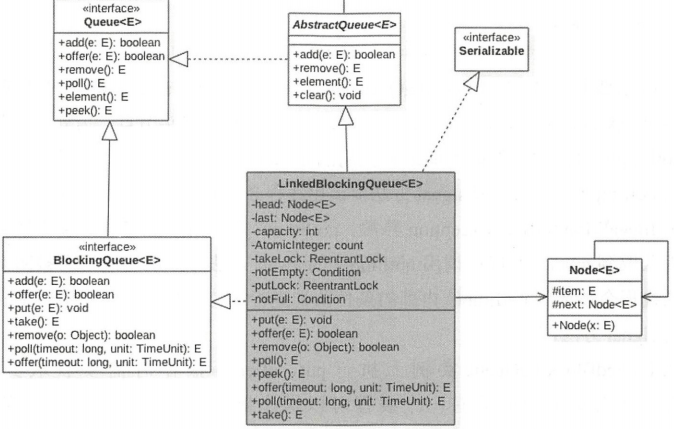 «interface»
Queue<E>
+add(e: E): boolean
+offer(e: E): boolean
+remove(): E
+poll(): E
+element(): E
+peek(): E
AbstractQueue<E>
+add(e: E): boolean
+remove(): E
+element(): E
+clear(): void
«interface»
Serializable
LinkedBlockingQueue<E>
-head: Node<E>
-last: Node<E>
-capacity: int
-AtomicInteger: count
-takeLock: ReentrantLock
-notEmpty: Condition
-putLock: ReentrantLock
-notFull: Condition
+put(e: E): void
+offer(e: E): boolean
+remove(o: Object): boolean
+poll(): E
+peek(): E
+offer(timeout: long, unit: TimeUnit): E
+poll(timeout: long, unit: TimeUnit): E
+take(): E
«interface»
BlockingQueue<E>
+add(e: E): boolean
+offer(e: E): boolean
+put(e: E): void
+take(): E
+remove(o: Object): boolean
+poll(timeout: long, unit: TimeUnit): E
+offer(timeout: long, unit: TimeUnit): E
Node<E>
#item: E
#next: Node<E>
+Node(x: E)